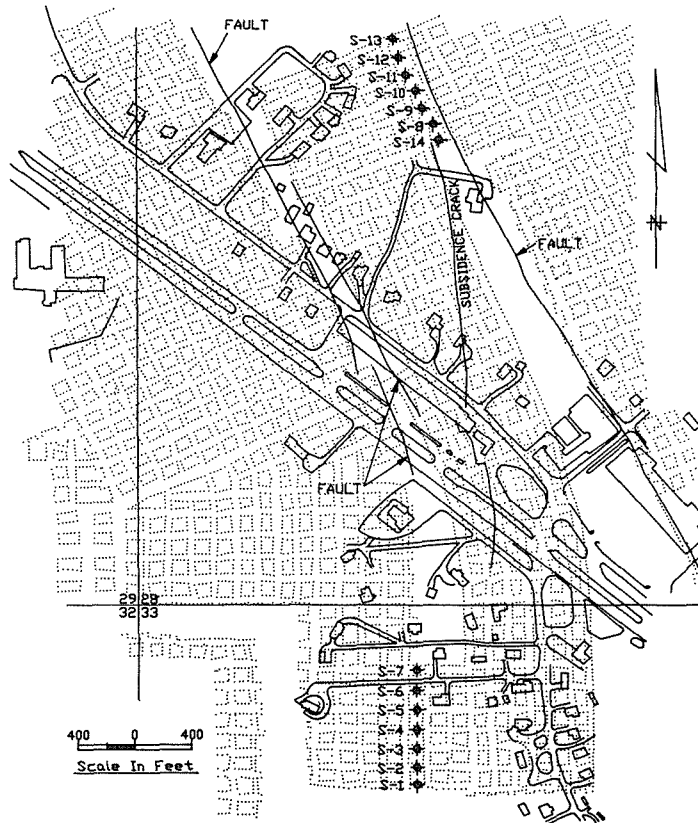 FAULT
S-13
S-12
S-11
S-10
S-9
S-8
S-14
SUBSIDENCE CRACK
FAULT
N
FAULT
29 28
32 33
S-7
S-6
S-5
S-4
S-3
S-2
S-1
400 0 400
Scale In Feet